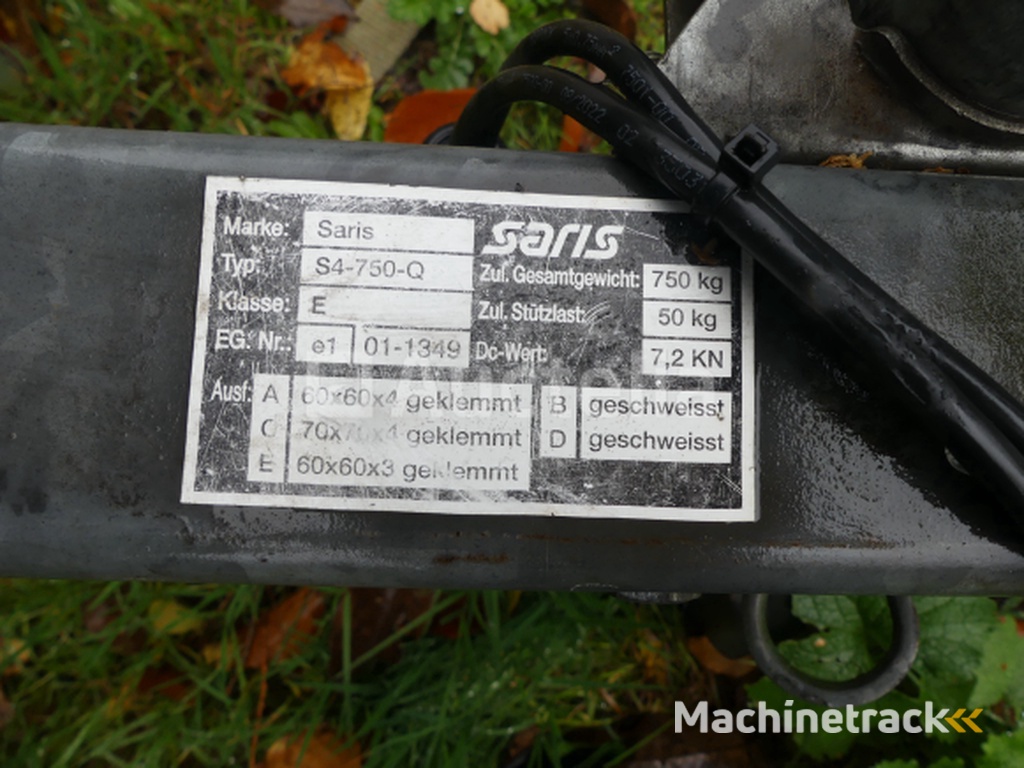 saris
Marke: Saris
Typ: S4-750-Q
Klasse: E
EG. Nr.: e1 01-1349
Zul. Gesamtgewicht: 750 kg
Zul. Stützlast: 50 kg
Dc-Wert: 7,2 KN
Ausf: A 60x60x4 geklemmt B geschweisst
C 70x70x4 geklemmt D geschweisst
E 60x60x3 geklemmt
Machinetrack